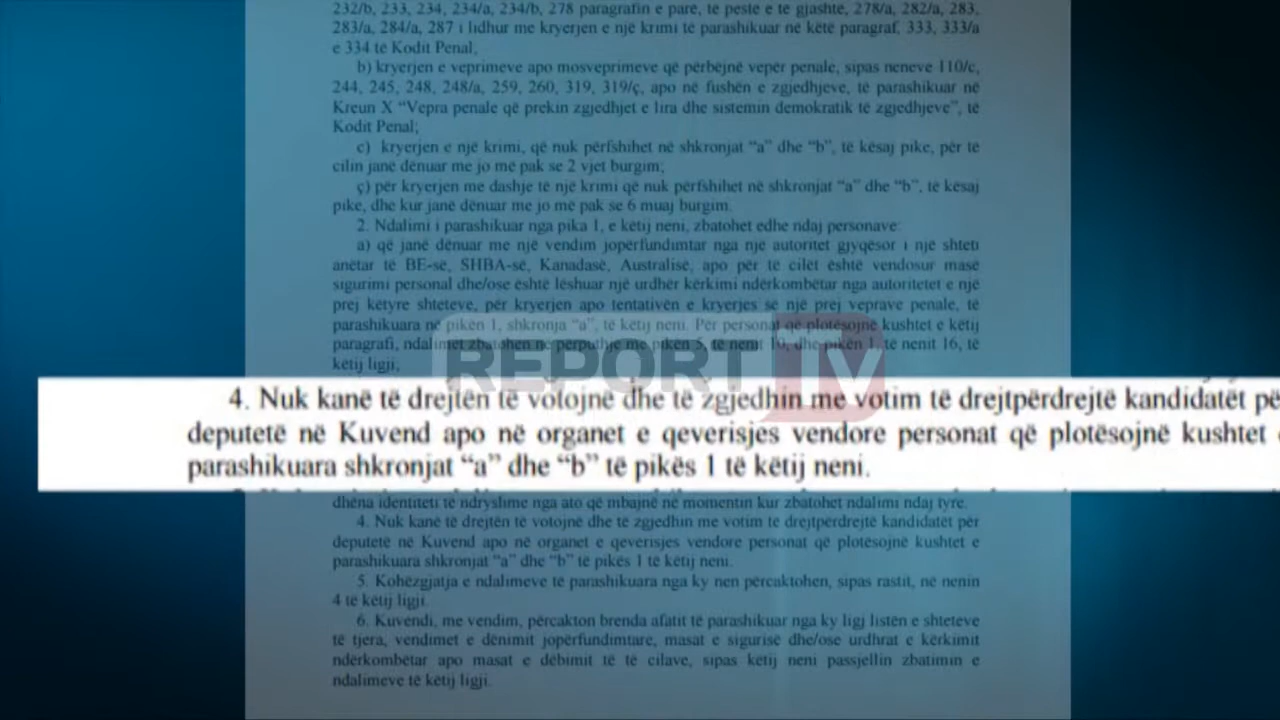 232/b, 233, 234, 234/a, 234/b, 278 paragrafin e parë, të pestë e të gjashtë, 278/a, 282/a, 283,
283/a, 284/a, 287 i lidhur me kryerjen e një krimi të parashikuar në këtë paragraf, 333, 333/a
e 334 të Kodit Penal,
b) kryerjen e veprimeve apo mosveprimeve që përbëjnë vepër penale, sipas neneve 110/c,
244, 245, 248, 248/a, 259, 260, 319, 319/ç, apo në fushën e zgjedhjeve, të parashikuar në
Kreun X “Vepra penale që prekin zgjedhjet e lira dhe sistemin demokratik të zgjedhjeve”, të
Kodit Penal;
c) kryerjen e një krimi, që nuk përfshihet në shkronjat “a” dhe “b”, të kësaj pike, për të
cilin janë dënuar me jo më pak se 2 vjet burgim;
ç) për kryerjen me dashje të një krimi që nuk përfshihet në shkronjat “a” dhe “b”, të kësaj
pike, dhe kur janë dënuar me jo më pak se 6 muaj burgim.
2. Ndalimi i parashikuar nga pika 1, e këtij neni, zbatohet edhe ndaj personave:
a) që janë dënuar me një vendim jopërfundimtar nga një autoritet gjyqësor i një shteti
anëtar të BE-së, SHBA-së, Kanadasë, Australisë, apo për të cilët është vendosur masë
sigurimi personal dhe/ose është lëshuar një urdhër kërkimi ndërkombëtar nga autoritetet e një
prej këtyre shteteve, për kryerjen apo tentativën e kryerjes së një prej veprave penale, të
parashikuara në pikën 1, shkronja “a”, të këtij neni. Për personat që plotësojnë kushtet e këtij
paragrafi, ndalimet zbatohen në përputhje me pikën 5, të nenit 10, dhe pikën 1, të nenit 16, të
këtij ligji;
REPORT TV
4. Nuk kanë të drejtën të votojnë dhe të zgjedhin me votim të drejtpërdrejtë kandidatët pë
deputetë në Kuvend apo në organet e qeverisjes vendore personat që plotësojnë kushtet e
parashikuara shkronjat “a” dhe “b” të pikës 1 të këtij neni.
dhëna identiteti të ndryshme nga ato që mbajnë në momentin kur zbatohet ndalimi ndaj tyre.
4. Nuk kanë të drejtën të votojnë dhe të zgjedhin me votim të drejtpërdrejtë kandidatët për
deputetë në Kuvend apo në organet e qeverisjes vendore personat që plotësojnë kushtet e
parashikuara shkronjat “a” dhe “b” të pikës 1 të këtij neni.
5. Kohëzgjatja e ndalimeve të parashikuara nga ky nen përcaktohen, sipas rastit, në nenin
4 të këtij ligji.
6. Kuvendi, me vendim, përcakton brenda afatit të parashikuar nga ky ligj listën e shteteve
të tjera, vendimet e dënimit jopërfundimtare, masat e sigurisë dhe/ose urdhrat e kërkimit
ndërkombëtar apo masat e dëbimit të të cilave, sipas këtij neni passjellin zbatimin e
ndalimeve të këtij ligji.